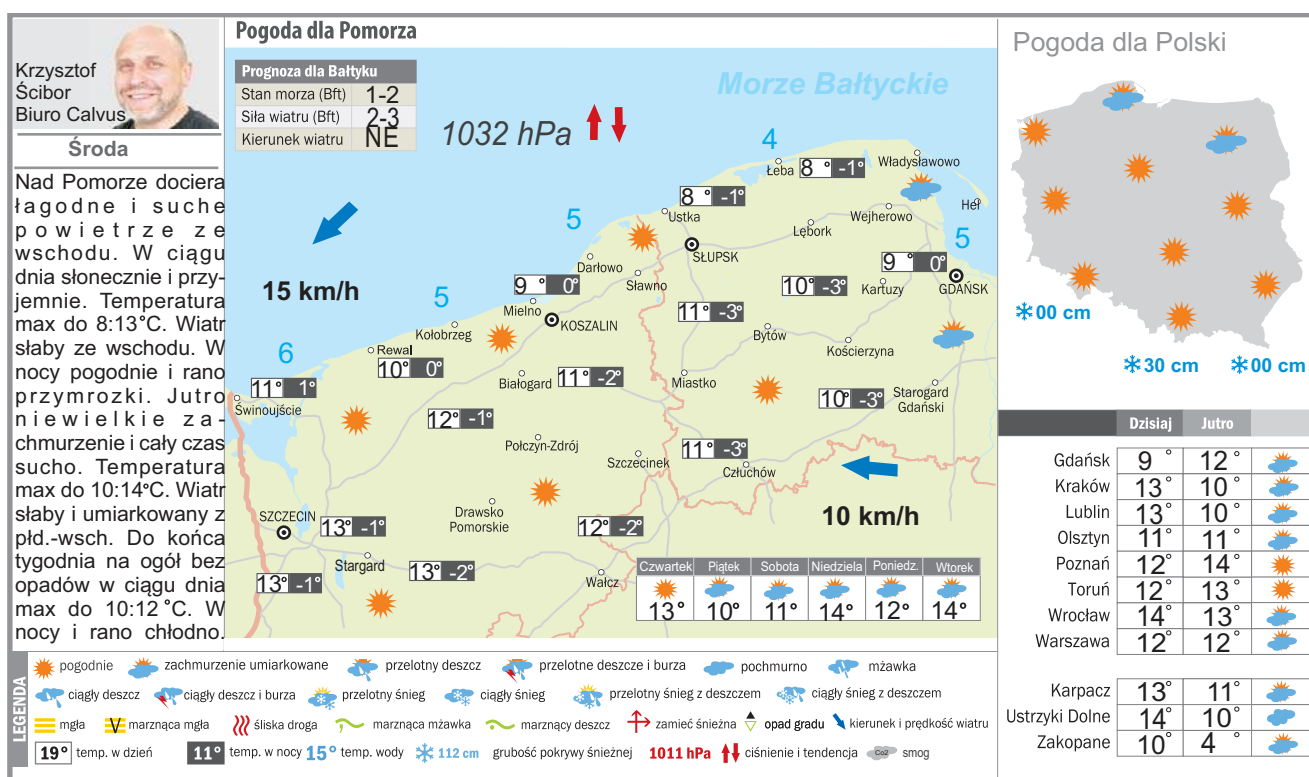 Krzysztof
Ścibor
Biuro Calvus
Środa
Nad Pomorze dociera
łagodne i suche
powietrze ze
wschodu. W ciągu
dnia słonecznie i przy-
jemnie. Temperatura
max do 8:13°C. Wiatr
słaby ze wschodu. W
nocy pogodnie i rano
przymrozki. Jutro
niewielkie za-
chmurzenie i cały czas
sucho. Temperatura
max do 10:14°C. Wiatr
słaby i umiarkowany z
płd.-wsch. Do końca
tygodnia na ogół bez
opadów w ciągu dnia
max do 10:12 °C. W
nocy i rano chłodno.
Pogoda dla Pomorza
Prognoza dla Bałtyku
Stan morza (Bft) 1-2
Siła wiatru (Bft) 2-3
Kierunek wiatru NE
Morze Bałtyckie
1032 hPa
4
Łeba 8° -1°
Władysławowo
Hel
8° -1°
Ustka
Wejherowo
Lębork
5
5
SŁUPSK
9° 0°
GDAŃSK
Darłowo
Sławno
10° -3°
Kartuzy
15 km/h
5
9° 0°
Mielno
KOSZALIN
11° -3°
Bytów
Kołobrzeg
Kościerzyna
6
Rewal
10° 0°
11° 1°
Świnoujście
Białogard 11° -2°
Miastko
Starogard
Gdański
10° -3°
12° -1°
Połczyn-Zdrój
Szczecinek
11° -3°
Człuchów
Drawsko
Pomorskie
10 km/h
SZCZECIN
13° -1°
12° -2°
Stargard
13° -2°
13° -1°
Wałcz
Czwartek Piątek Sobota Niedziela Poniedz. Wtorek
13° 10° 11° 14° 12° 14°
Pogoda dla Polski
00 cm
30 cm
00 cm
Dzisiaj Jutro
Gdańsk 9° 12°
Kraków 13° 10°
Lublin 13° 10°
Olsztyn 11° 11°
Poznań 12° 14°
Toruń 12° 13°
Wrocław 14° 13°
Warszawa 12° 12°
Karpacz 13° 11°
Ustrzyki Dolne 14° 10°
Zakopane 10° 4°
LEGENDA
pogodnie zachmurzenie umiarkowane przelotny deszcz przelotne deszcze i burza pochmurno mżawka
ciągły deszcz ciągły deszcz i burza przelotny śnieg ciągły śnieg przelotny śnieg z deszczem ciągły śnieg z deszczem
mgła marznąca mgła śliska droga marznąca mżawka marznący deszcz zamieć śnieżna opad gradu kierunek i prędkość wiatru
19° temp. w dzień 11° temp. w nocy 15° temp. wody 112 cm grubość pokrywy śnieżnej 1011 hPa ciśnienie i tendencja Co2 smog